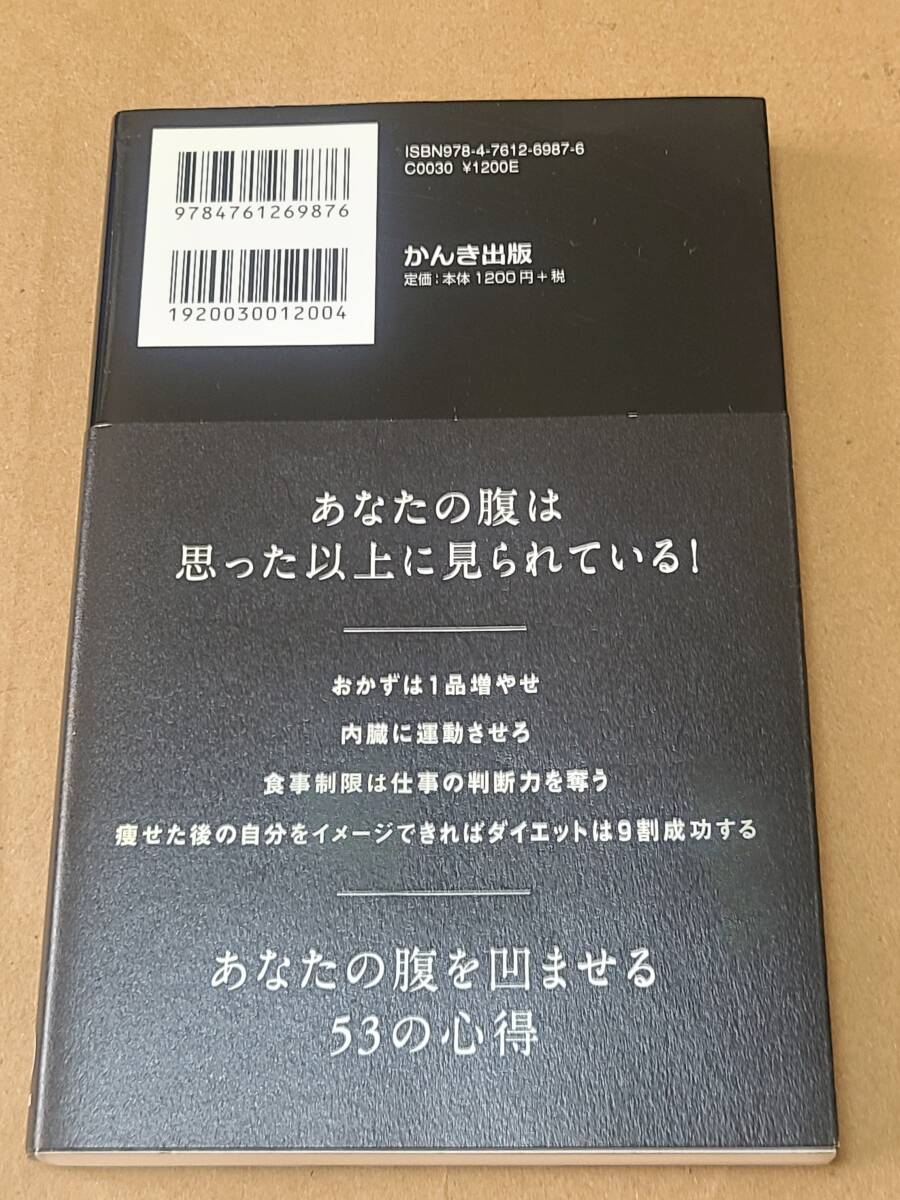 ISBN978-4-7612-6987-6
C0030 ¥1200E
9784761269876
かんき出版
定価:本体1200円+税
1920030012004
あなたの腹は
思った以上に見られている!
おかずは1品増やせ
内臓に運動させろ
食事制限は仕事の判断力を奪う
痩せた後の自分をイメージできればダイエットは9割成功する
あなたの腹を凹ませる
53の心得